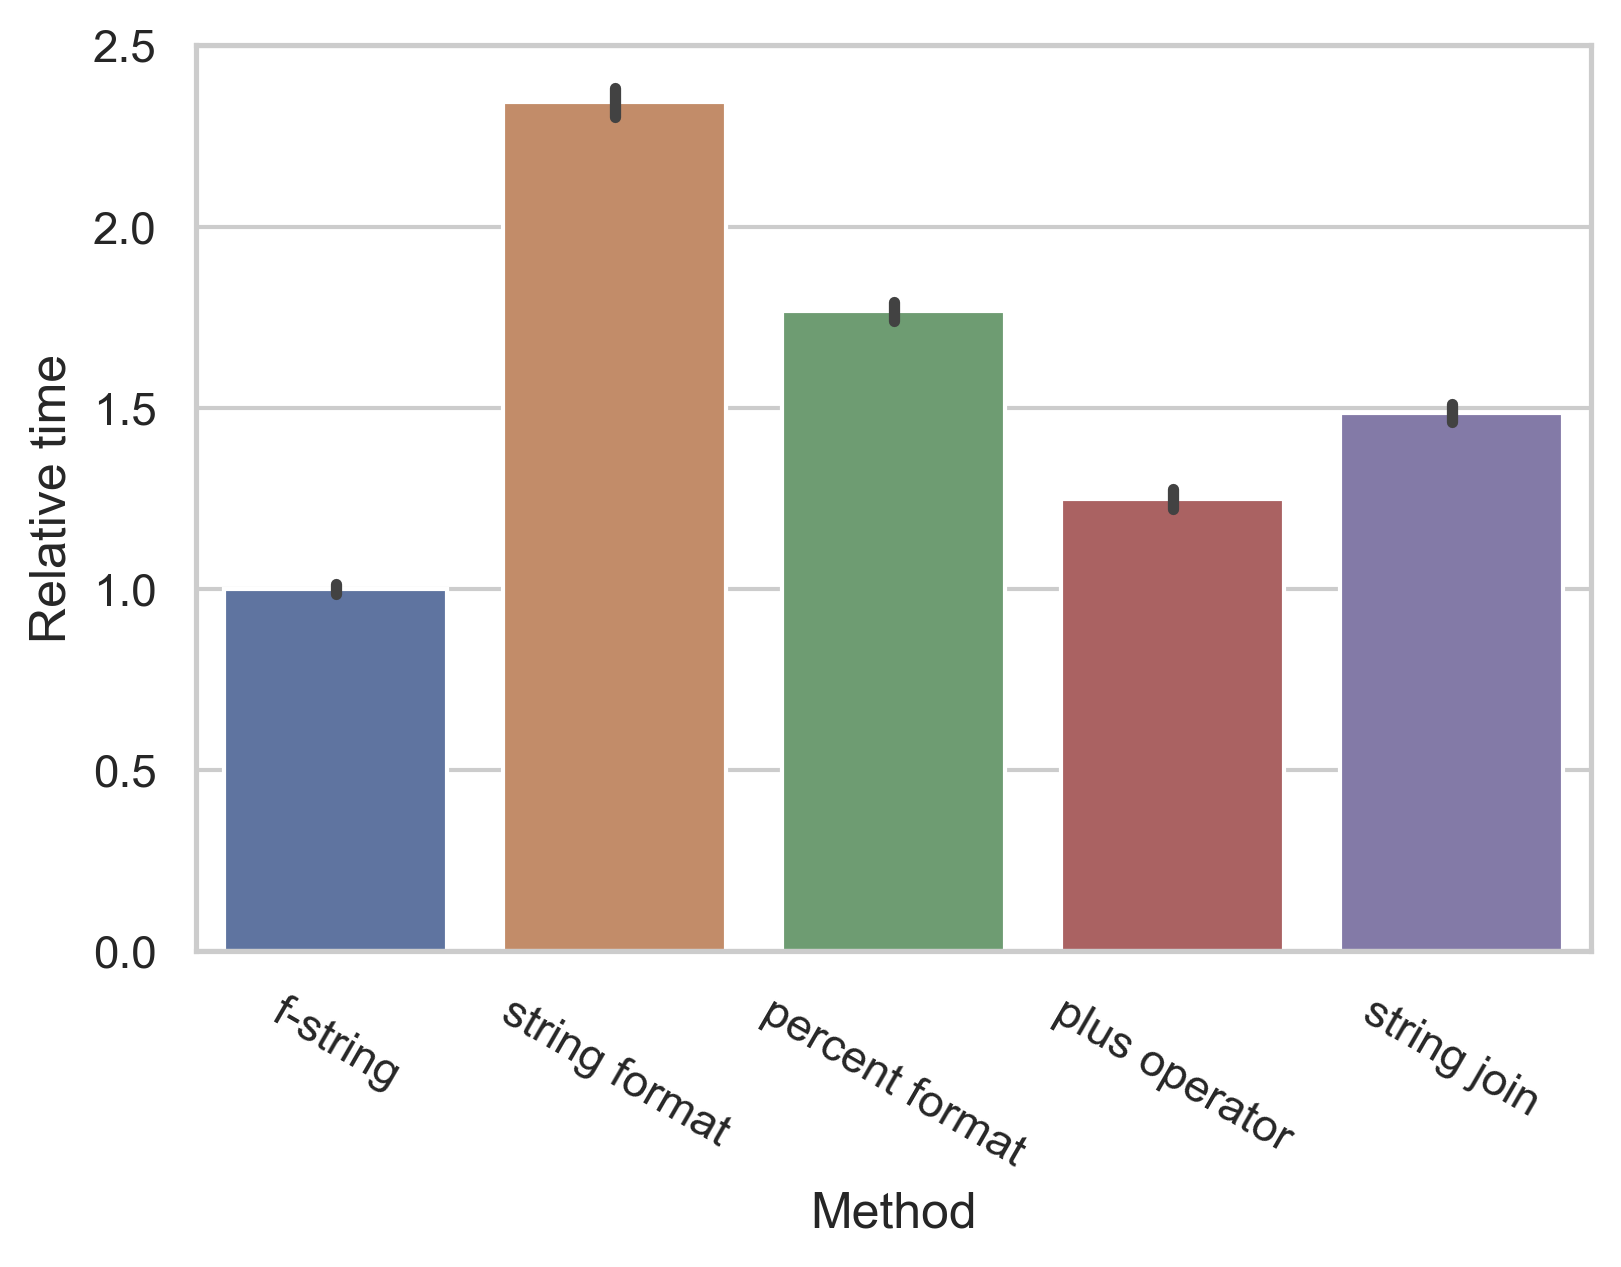 2.5
2.0
1.5
1.0
0.5
0.0
Relative time
f-string
string format
percent format
plus operator
string join
Method